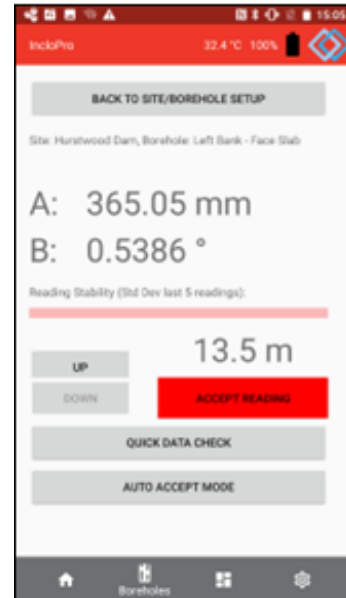 15:05
IncloPro 32.4 °C 100%
BACK TO SITE/BOREHOLE SETUP
Site: Hurstwood Dam, Borehole: Left Bank - Face Slab
A: 365.05 mm
B: 0.5386 °
Reading Stability (Std Dev last 5 readings):
13.5 m
UP
DOWN ACCEPT READING
QUICK DATA CHECK
AUTO ACCEPT MODE
Boreholes